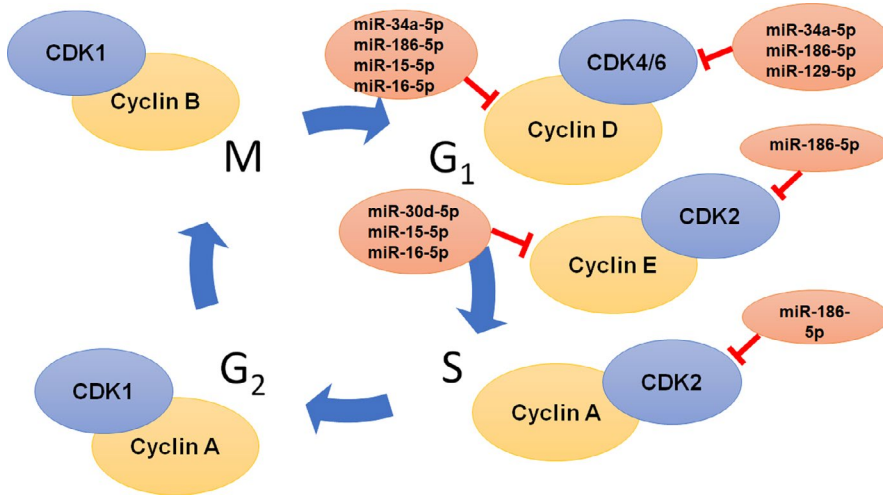 CDK1
Cyclin B
M
miR-34a-5p
miR-186-5p
miR-15-5p
miR-16-5p
CDK4/6
Cyclin D
miR-34a-5p
miR-186-5p
miR-129-5p
G1
miR-186-5p
CDK2
Cyclin E
miR-30d-5p
miR-15-5p
miR-16-5p
miR-186-
5p
CDK2
Cyclin A
S
G2
CDK1
Cyclin A